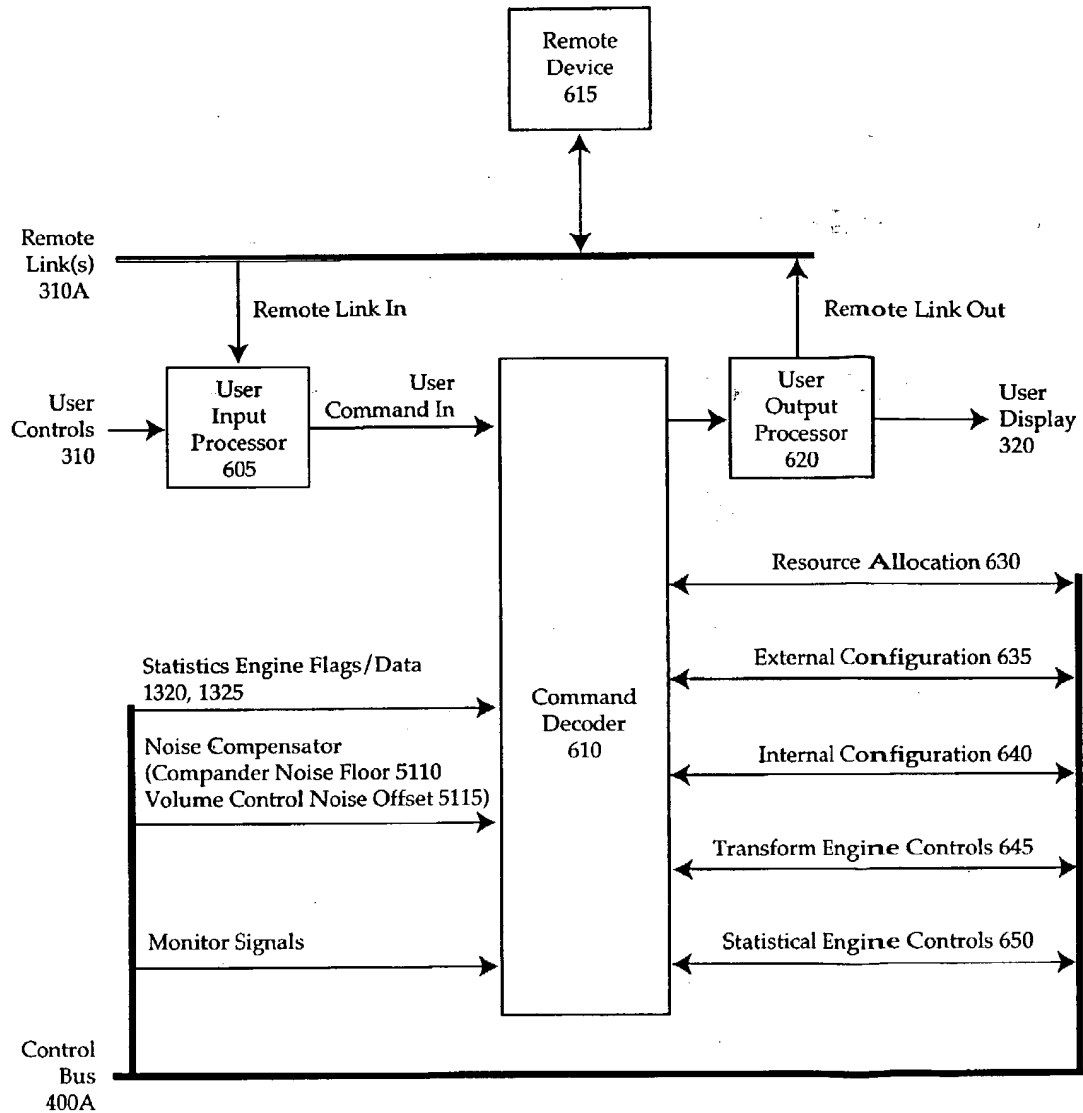 Remote
Device
615
Remote
Link(s)
310A
Remote Link In
Remote Link Out
User
Controls
310
User
Input
Processor
605
User
Command In
User
Output
Processor
620
User
Display
320
Resource Allocation 630
External Configuration 635
Internal Configuration 640
Transform Engine Controls 645
Statistical Engine Controls 650
Command
Decoder
610
Statistics Engine Flags/Data
1320, 1325
Noise Compensator
(Compander Noise Floor 5110
Volume Control Noise Offset 5115)
Monitor Signals
Control
Bus
400A